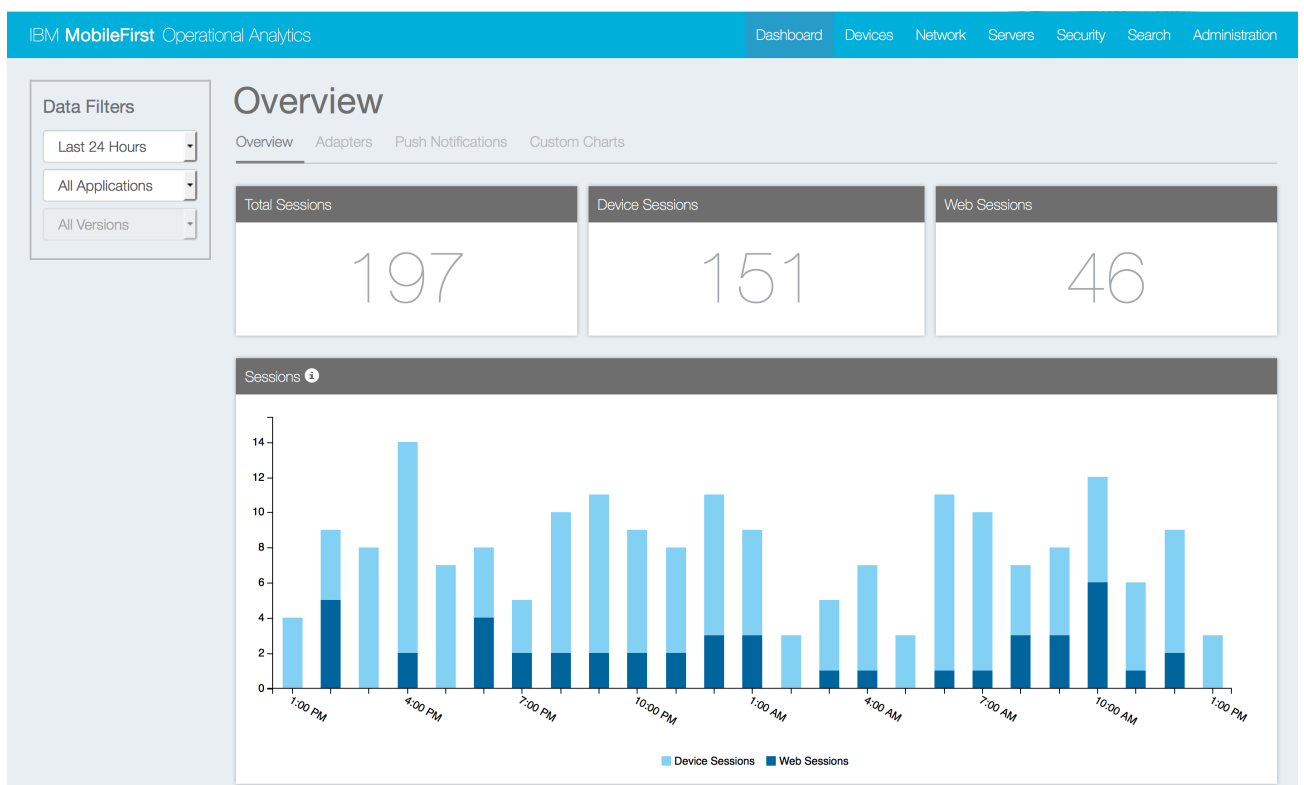 IBM MobileFirst Operational Analytics
Dashboard Devices Network Servers Security Search Administration
Data Filters
Last 24 Hours
All Applications
All Versions
Overview
Overview Adapters Push Notifications Custom Charts
Total Sessions
197
Device Sessions
151
Web Sessions
46
Sessions
14
12
10
8
6
4
2
0
1:00 PM 4:00 PM 7:00 PM 10:00 PM 1:00 AM 4:00 AM 7:00 AM 10:00 AM 1:00 PM
Device Sessions Web Sessions